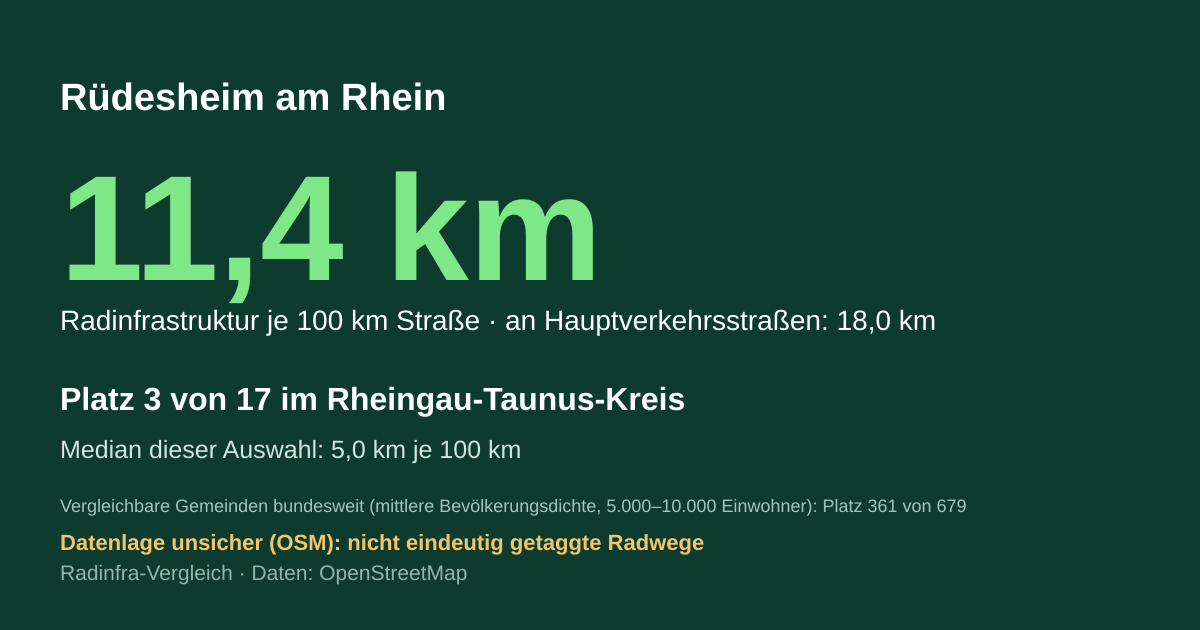 Rüdesheim am Rhein
11,4 km
Radinfrastruktur je 100 km Straße · an Hauptverkehrsstraßen: 18,0 km
Platz 3 von 17 im Rheingau-Taunus-Kreis
Median dieser Auswahl: 5,0 km je 100 km
Vergleichbare Gemeinden bundesweit (mittlere Bevölkerungsdichte, 5.000–10.000 Einwohner): Platz 361 von 679
Datenlage unsicher (OSM): nicht eindeutig getaggte Radwege
Radinfra-Vergleich · Daten: OpenStreetMap